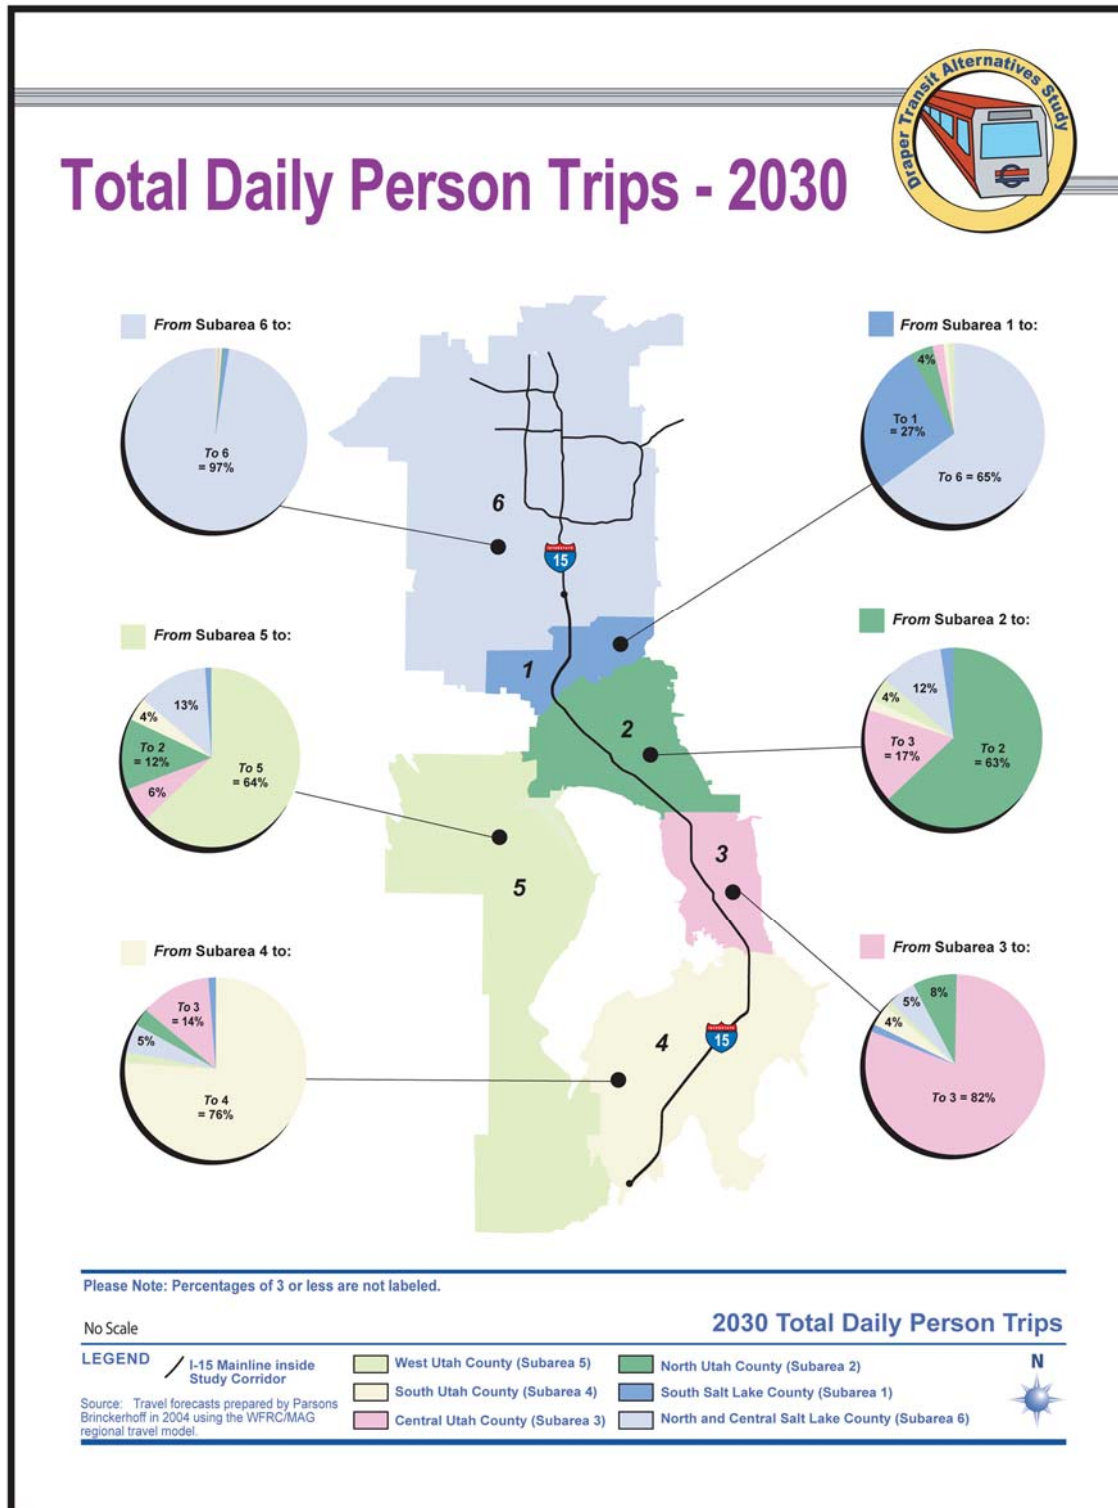 Draper Transit Alternatives Study
Total Daily Person Trips - 2030
From Subarea 6 to:
To 6
= 97%
From Subarea 1 to:
4%
To 1
= 27%
To 6 = 65%
6
INTERSTATE
15
From Subarea 5 to:
13%
4%
To 2
= 12%
To 5
= 64%
6%
From Subarea 2 to:
12%
4%
To 3
= 17%
To 2
= 63%
1
2
3
5
From Subarea 4 to:
To 3
= 14%
5%
To 4
= 76%
From Subarea 3 to:
8%
5%
4%
To 3 = 82%
4
INTERSTATE
15
Please Note: Percentages of 3 or less are not labeled.
No Scale
2030 Total Daily Person Trips
LEGEND
I-15 Mainline inside
Study Corridor
Source: Travel forecasts prepared by Parsons
Brinckerhoff in 2004 using the WFRC/MAG
regional travel model.
West Utah County (Subarea 5)
South Utah County (Subarea 4)
Central Utah County (Subarea 3)
North Utah County (Subarea 2)
South Salt Lake County (Subarea 1)
North and Central Salt Lake County (Subarea 6)
N